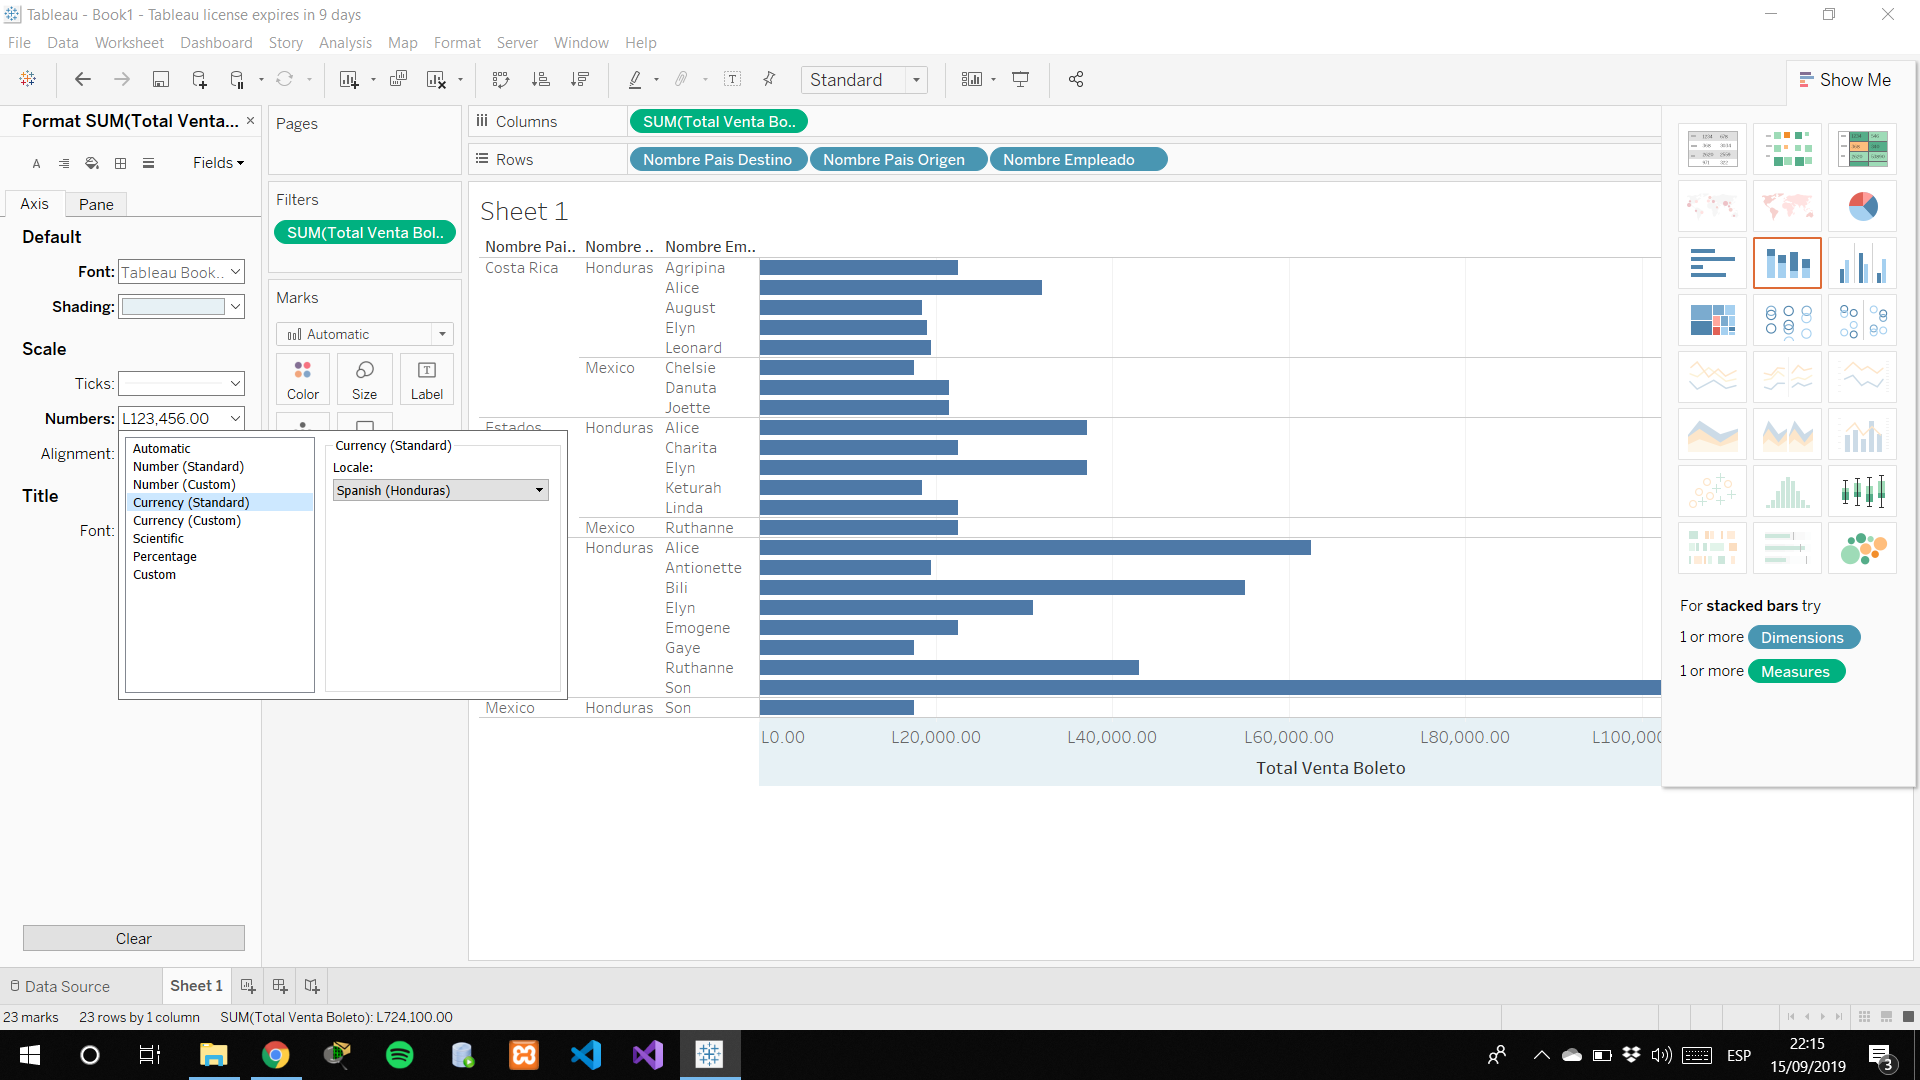 Tableau - Book1 - Tableau license expires in 9 days
File Data Worksheet Dashboard Story Analysis Map Format Server Window Help
Standard
Show Me
Format SUM(Total Venta...
Fields
Axis Pane
Default
Font: Tableau Book..
Shading:
Scale
Ticks:
Numbers: L123,456.00
Alignment:
Title
Font:
Automatic
Number (Standard)
Number (Custom)
Currency (Standard)
Currency (Custom)
Scientific
Percentage
Custom
Currency (Standard)
Locale:
Spanish (Honduras)
Clear
Pages
Filters
SUM(Total Venta Bol..
Marks
Automatic
Color Size Label
Columns SUM(Total Venta Bo..
Rows Nombre Pais Destino Nombre Pais Origen Nombre Empleado
Sheet 1
Nombre Pai.. Nombre .. Nombre Em..
Costa Rica Honduras Agripina
Alice
August
Elyn
Leonard
Mexico Chelsie
Danuta
Joette
Estados Honduras Alice
Charita
Elyn
Keturah
Linda
Mexico Ruthanne
Honduras Alice
Antionette
Bili
Elyn
Emogene
Gaye
Ruthanne
Son
Mexico Honduras Son
L0.00 L20,000.00 L40,000.00 L60,000.00 L80,000.00 L100,00
Total Venta Boleto
For stacked bars try
1 or more Dimensions
1 or more Measures
Data Source Sheet 1
23 marks 23 rows by 1 column SUM(Total Venta Boleto): L724,100.00
ESP
22:15
15/09/2019
3